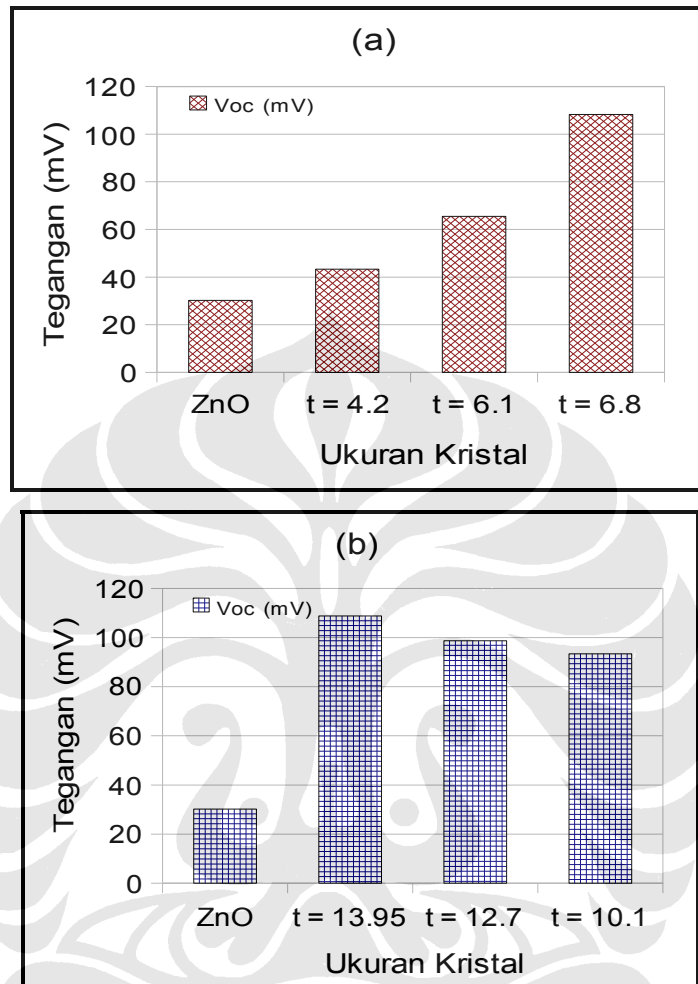 (a)
120
100
80
60
40
20
0
Voc (mV)
Tegangan (mV)
ZnO t = 4.2 t = 6.1 t = 6.8
Ukuran Kristal
(b)
120
100
80
60
40
20
0
Voc (mV)
Tegangan (mV)
ZnO t = 13.95 t = 12.7 t = 10.1
Ukuran Kristal